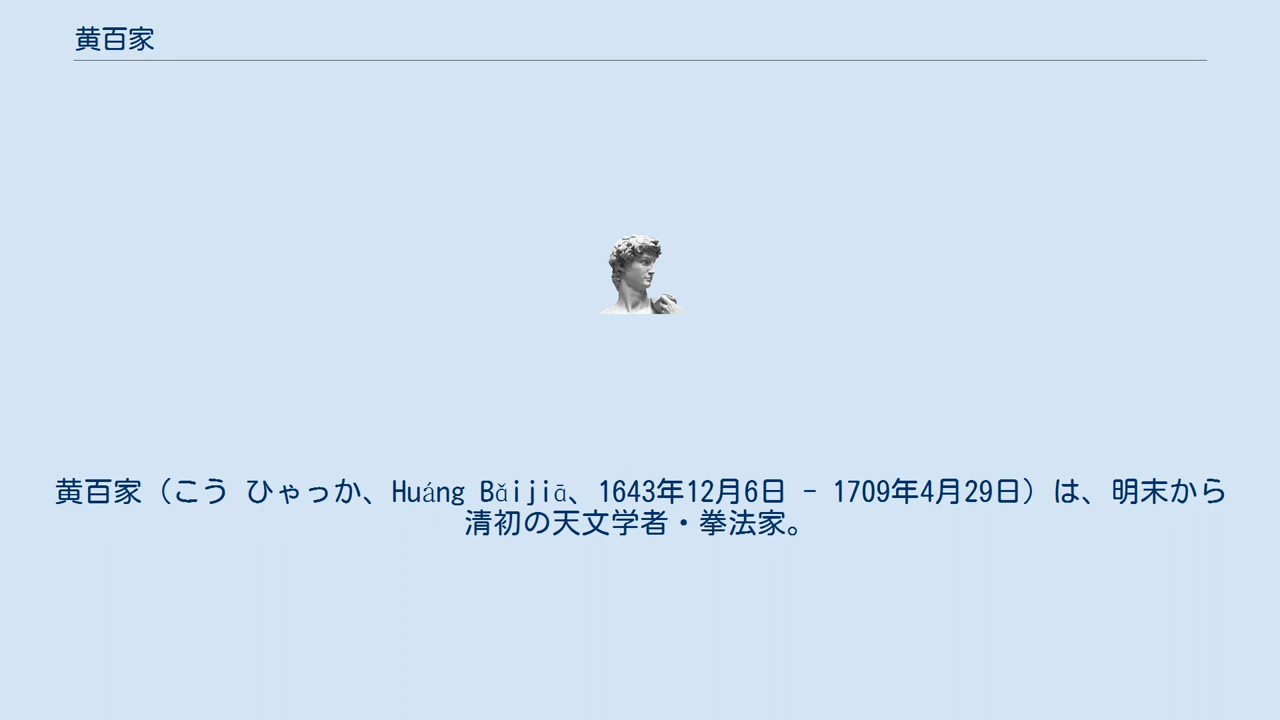 黄百家
黄百家（こう ひゃっか、Huáng Bǎijiā、1643年12月6日 - 1709年4月29日）は、明末から
清初の天文学者・拳法家。